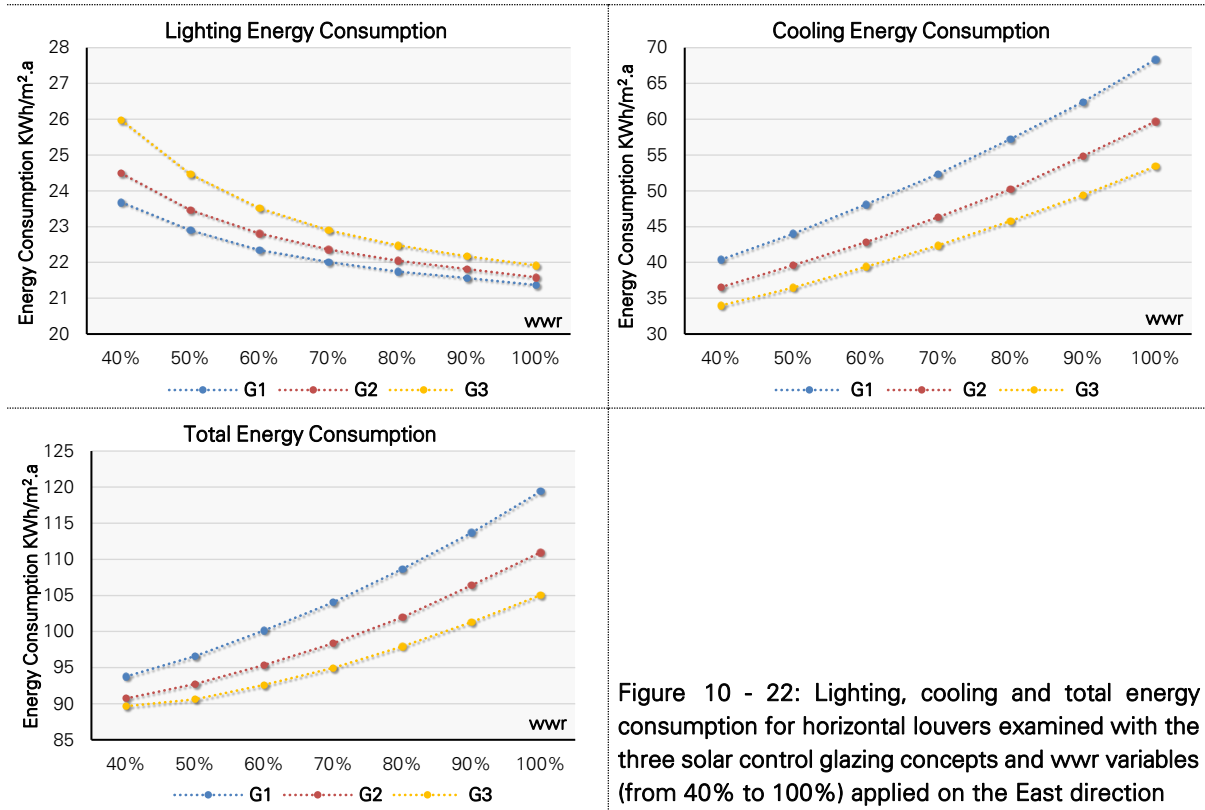 Lighting Energy Consumption
Energy Consumption KWh/m².a
28
27
26
25
24
23
22
21
20
wwr
40% 50% 60% 70% 80% 90% 100%
G1 G2 G3
Cooling Energy Consumption
Energy Consumption KWh/m².a
70
65
60
55
50
45
40
35
30
wwr
40% 50% 60% 70% 80% 90% 100%
G1 G2 G3
Total Energy Consumption
Energy Consumption KWh/m².a
125
120
115
110
105
100
95
90
85
wwr
40% 50% 60% 70% 80% 90% 100%
G1 G2 G3
Figure 10 - 22: Lighting, cooling and total energy
consumption for horizontal louvers examined with the
three solar control glazing concepts and wwr variables
(from 40% to 100%) applied on the East direction